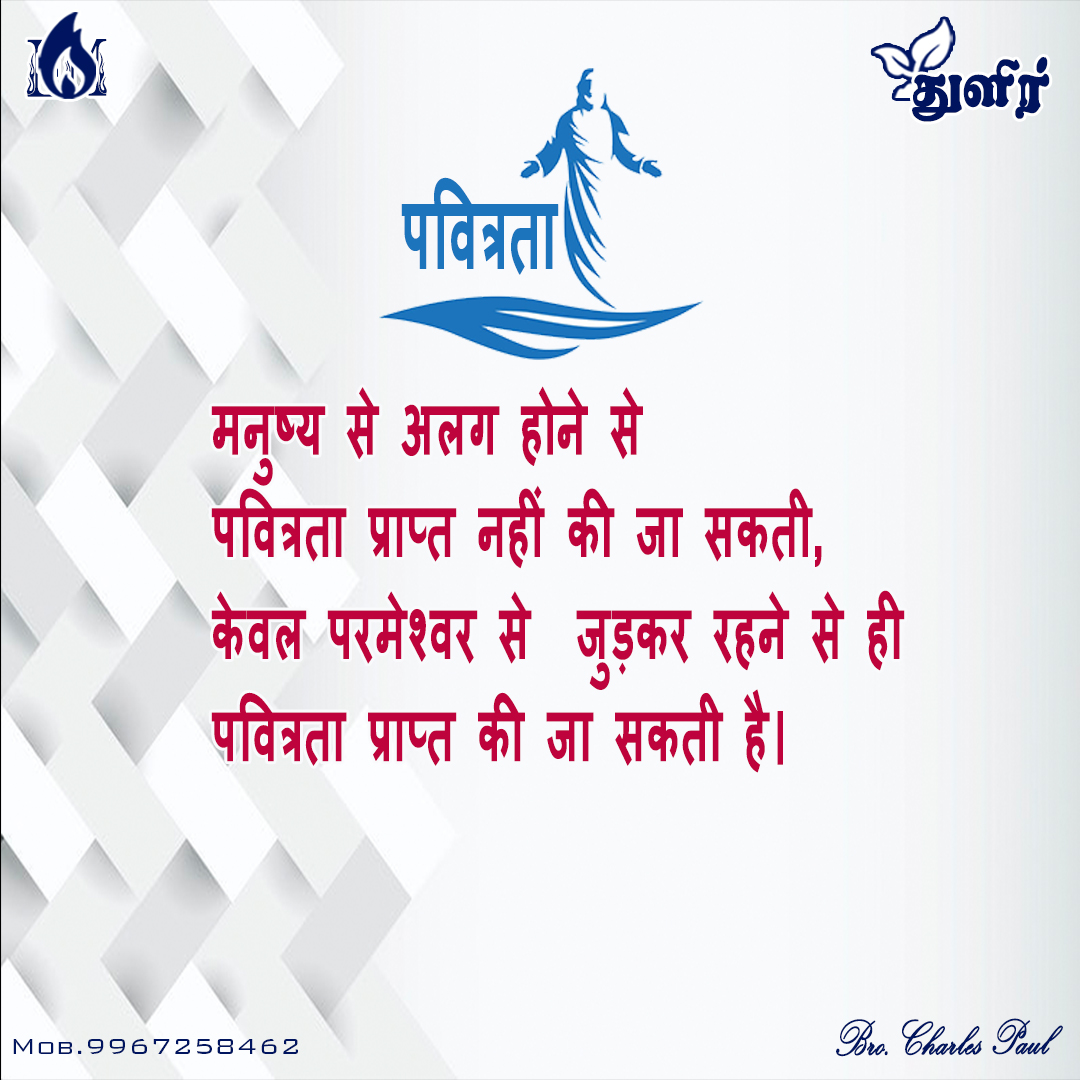 துளிர்
पवित्रता
मनुष्य से अलग होने से
पवित्रता प्राप्त नहीं की जा सकती,
केवल परमेश्वर से जुड़कर रहने से ही
पवित्रता प्राप्त की जा सकती है।
Mob.9967258462
Bro. Charles Paul